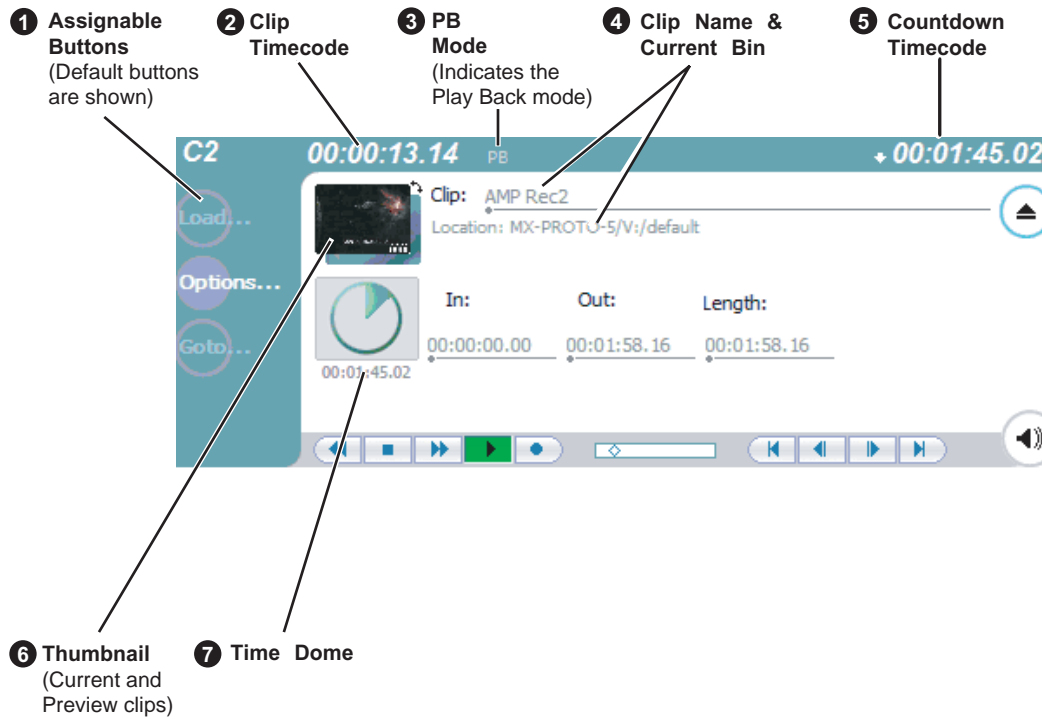 1 Assignable Buttons
(Default buttons are shown)
2 Clip Timecode
3 PB Mode
(Indicates the Play Back mode)
4 Clip Name & Current Bin
5 Countdown Timecode
C2
00:00:13.14
PB
00:01:45.02
Load...
Options...
Goto...
Clip: AMP Rec2
Location: MX-PROTO-5/V:/default
In:
Out:
Length:
00:00:00.00
00:01:58.16
00:01:58.16
00:01:45.02
6 Thumbnail
(Current and Preview clips)
7 Time Dome